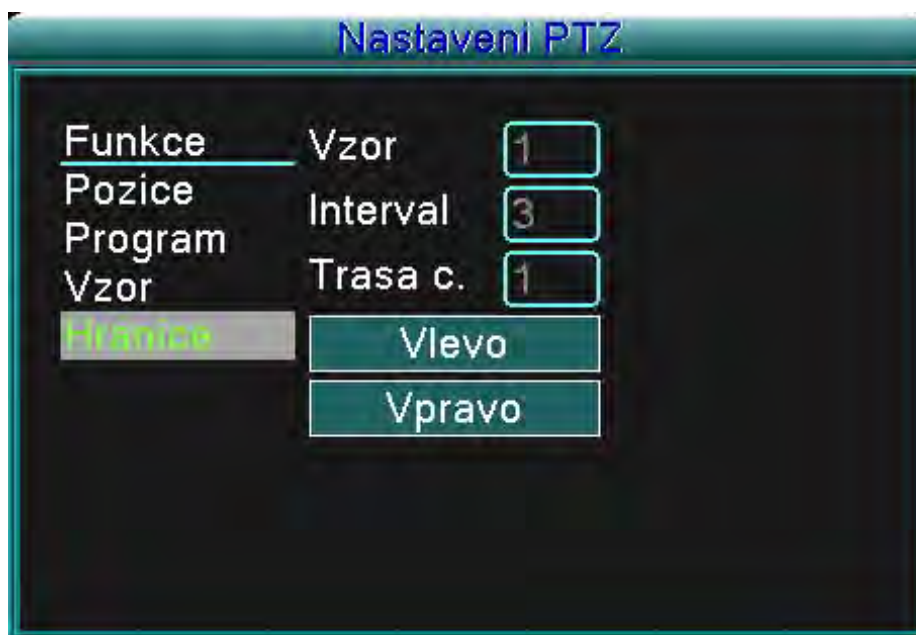 Nastaveni PTZ
Funkce
Pozice
Program
Vzor
Hranice
Vzor 1
Interval 3
Trasa c. 1
Vlevo
Vpravo